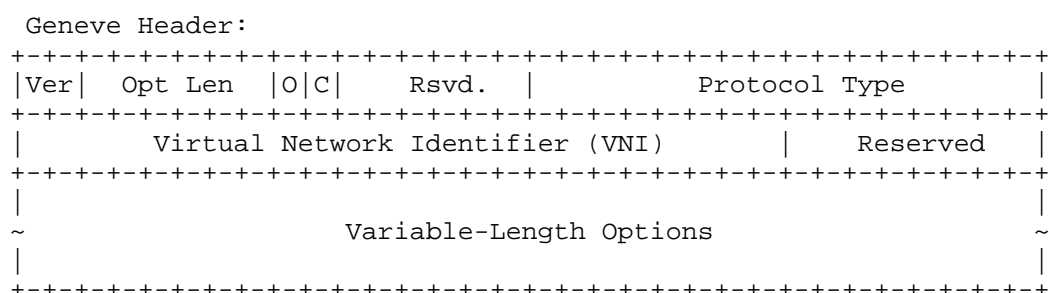 Geneve Header:
+-+-+-+-+-+-+-+-+-+-+-+-+-+-+-+-+-+-+-+-+-+-+-+-+-+-+-+-+-+-+-+-+
|Ver|  Opt Len  |O|C|    Rsvd.  |          Protocol Type        |
+-+-+-+-+-+-+-+-+-+-+-+-+-+-+-+-+-+-+-+-+-+-+-+-+-+-+-+-+-+-+-+-+
|        Virtual Network Identifier (VNI)       |    Reserved   |
+-+-+-+-+-+-+-+-+-+-+-+-+-+-+-+-+-+-+-+-+-+-+-+-+-+-+-+-+-+-+-+-+
|                                                               |
~                    Variable-Length Options                    ~
|                                                               |
+-+-+-+-+-+-+-+-+-+-+-+-+-+-+-+-+-+-+-+-+-+-+-+-+-+-+-+-+-+-+-+-+